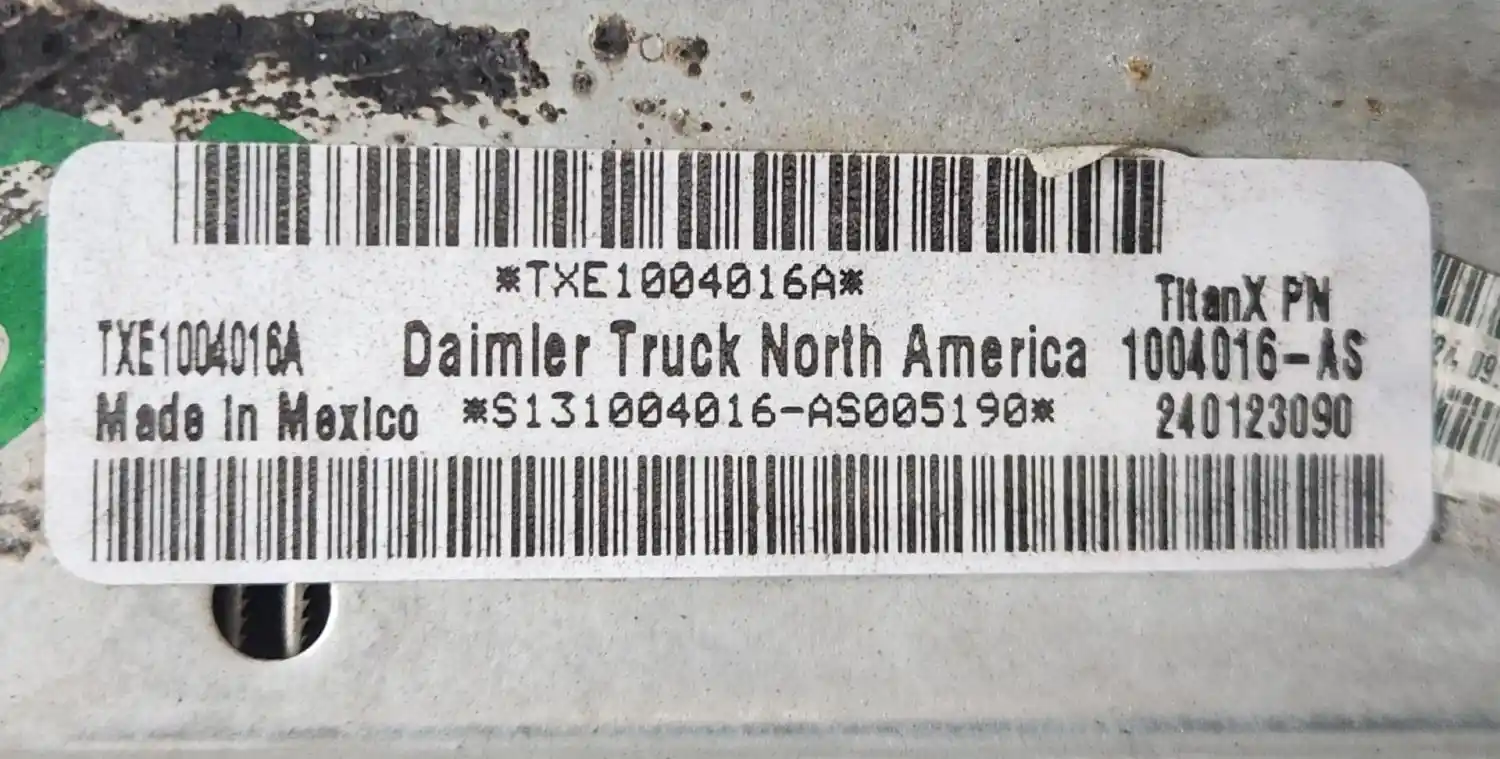 *TXE1004016A*
TitanX PN
TXE1004016A Daimler Truck North America 1004016-AS
Made In Mexico *S131004016-AS005190* 240123090